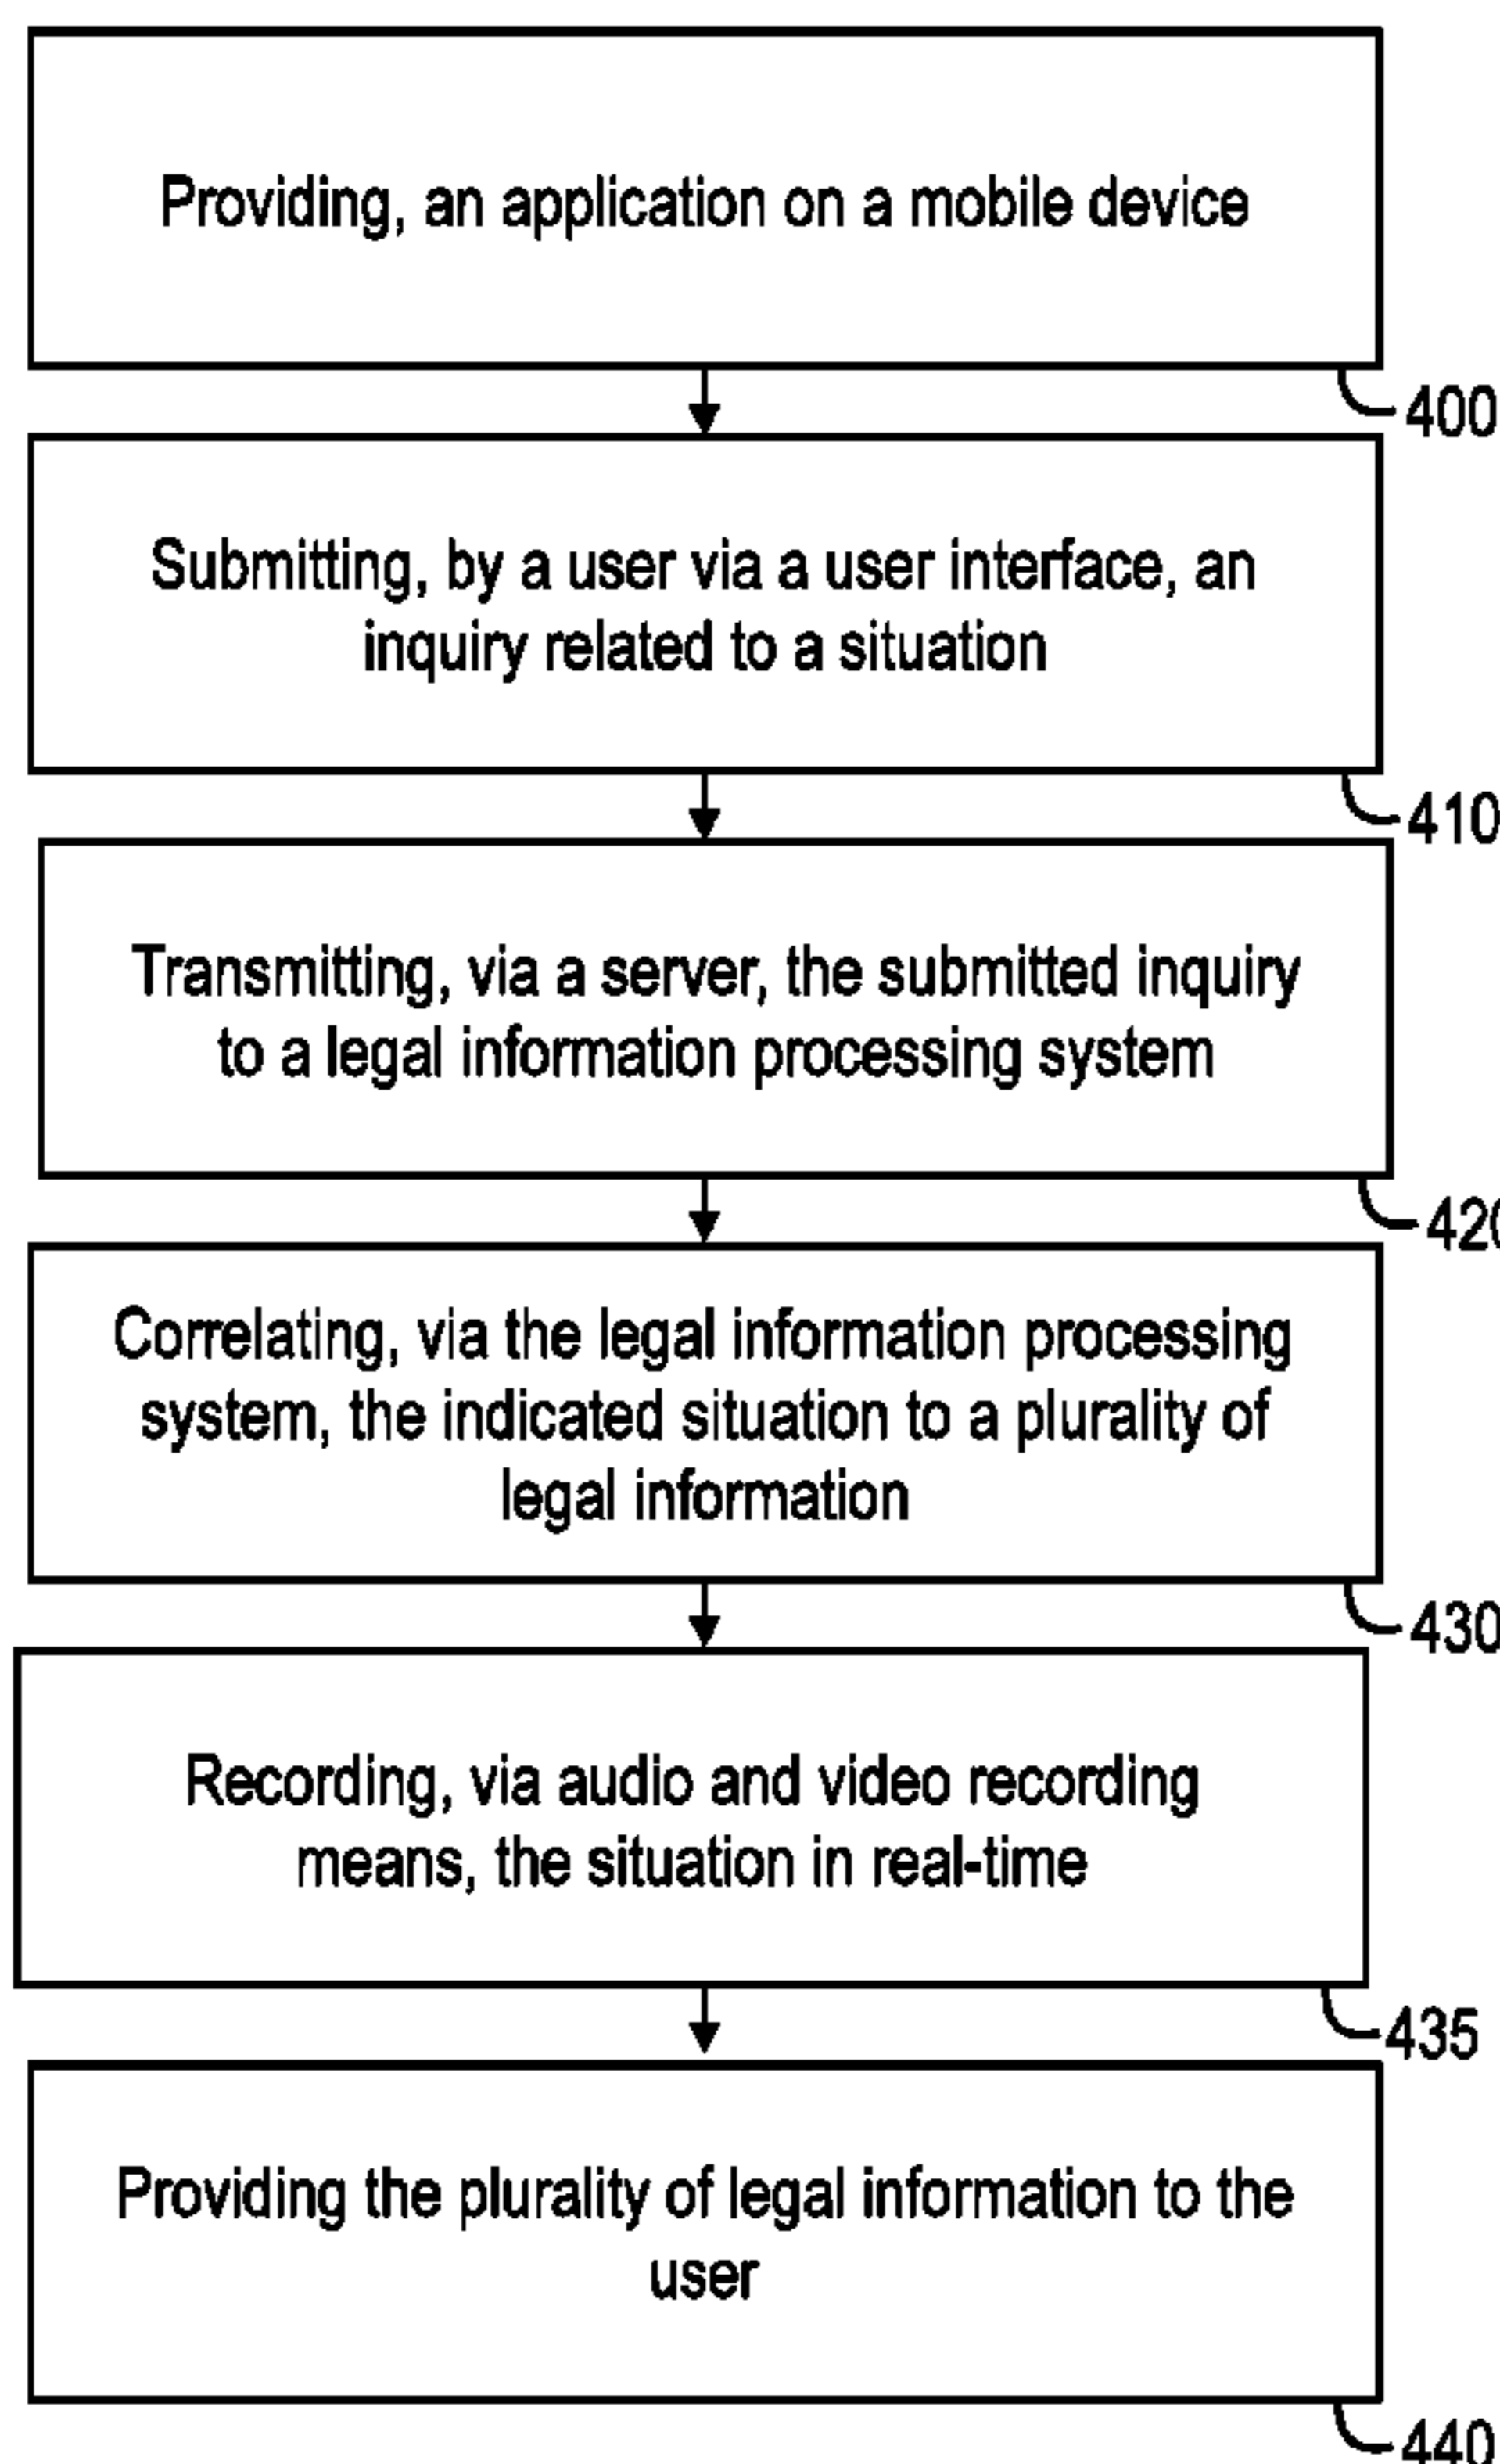 Providing, an application on a mobile device
400
Submitting, by a user via a user interface, an
inquiry related to a situation
410
Transmitting, via a server, the submitted inquiry
to a legal information processing system
420
Correlating, via the legal information processing
system, the indicated situation to a plurality of
legal information
430
Recording, via audio and video recording
means, the situation in real-time
435
Providing the plurality of legal information to the
user
440